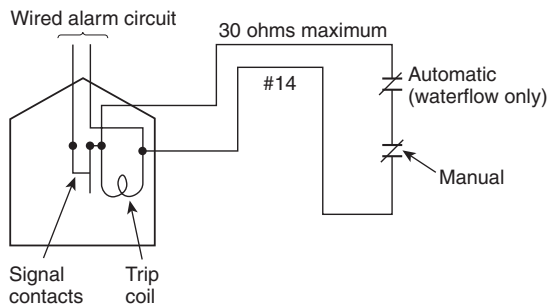 Wired alarm circuit
30 ohms maximum
#14
Automatic
(waterflow only)
Manual
Signal
contacts
Trip
coil